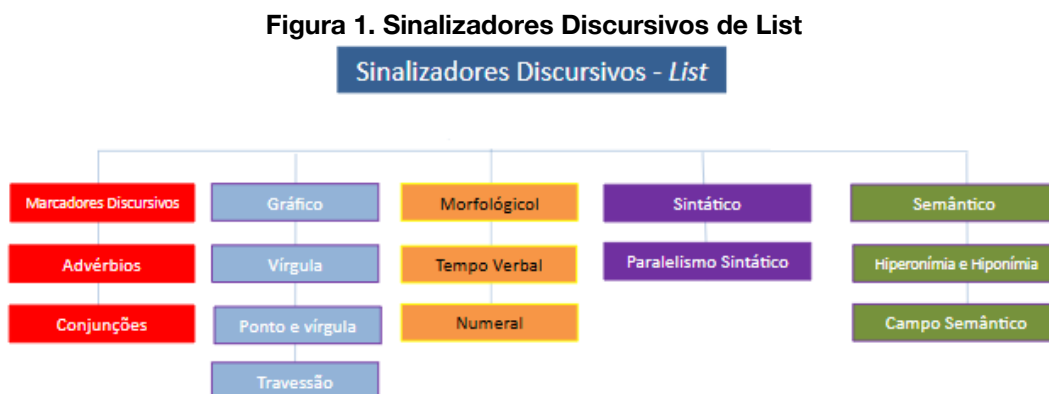 Figura 1. Sinalizadores Discursivos de List
Sinalizadores Discursivos - List
Marcadores Discursivos
Gráfico
Morfológicol
Sintático
Semântico
Advérbios
Vírgula
Tempo Verbal
Paralelismo Sintático
Hiperonímia e Hiponímia
Conjunções
Ponto e vírgula
Numeral
Campo Semântico
Travessão